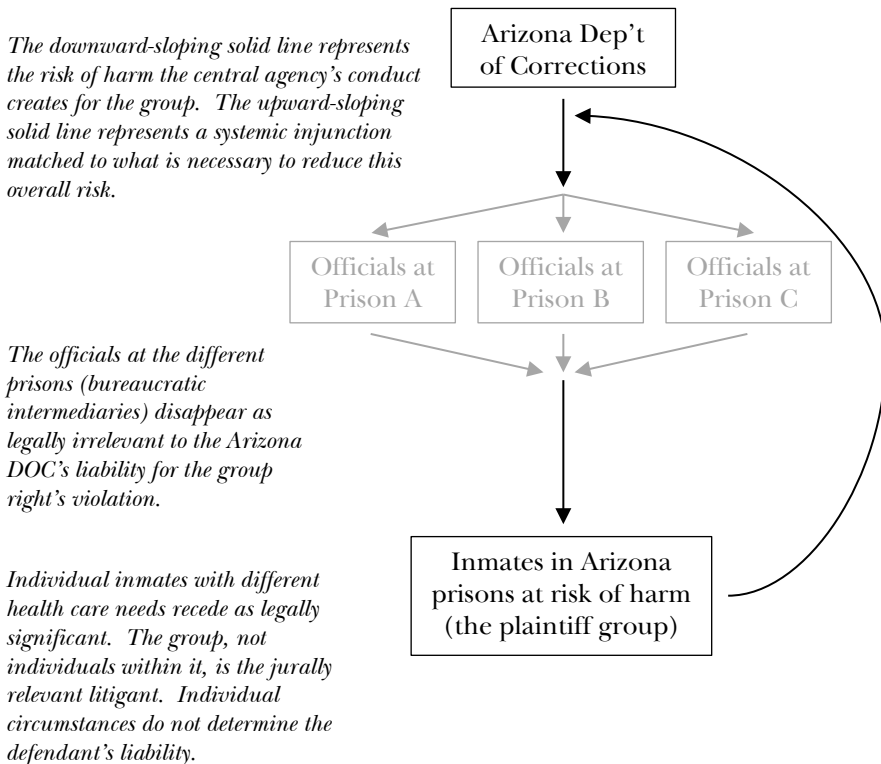 The downward-sloping solid line represents
the risk of harm the central agency's conduct
creates for the group.  The upward-sloping
solid line represents a systemic injunction
matched to what is necessary to reduce this
overall risk.
Arizona Dep't
of Corrections
Officials at
Prison A
Officials at
Prison B
Officials at
Prison C
The officials at the different
prisons (bureaucratic
intermediaries) disappear as
legally irrelevant to the Arizona
DOC's liability for the group
right's violation.
Inmates in Arizona
prisons at risk of harm
(the plaintiff group)
Individual inmates with different
health care needs recede as legally
significant.  The group, not
individuals within it, is the jurally
relevant litigant.  Individual
circumstances do not determine the
defendant's liability.